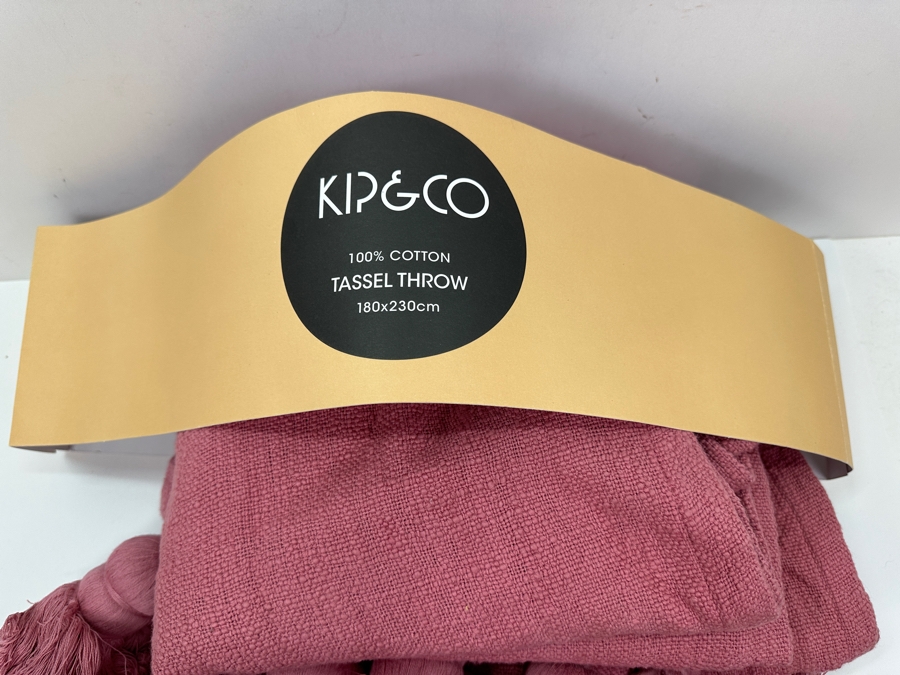 KIP&CO
100% COTTON
TASSEL THROW
180x230cm